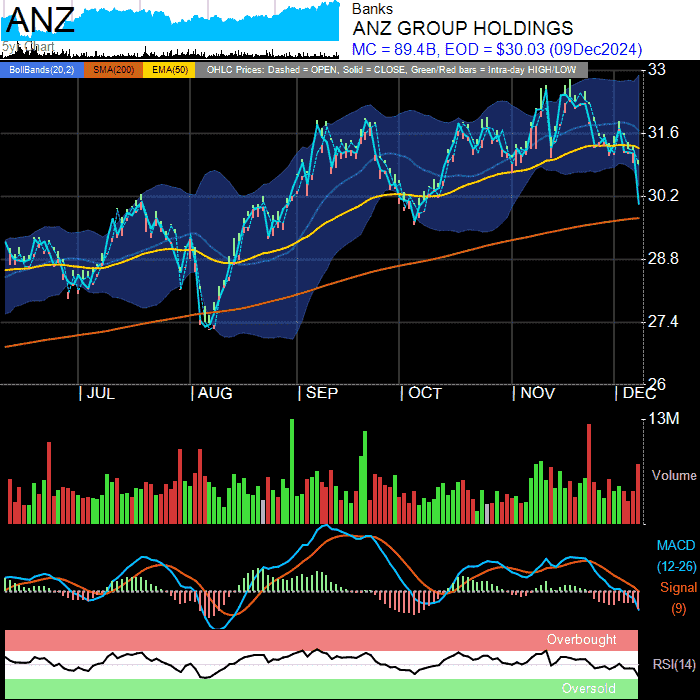 ANZ
5yr Chart
Banks
ANZ GROUP HOLDINGS
MC = 89.4B, EOD = $30.03 (09Dec2024)
BollBands(20,2) SMA(200) EMA(50) OHLC Prices: Dashed = OPEN, Solid = CLOSE, Green/Red bars = Intra-day HIGH/LOW
33
31.6
30.2
28.8
27.4
26
JUL AUG SEP OCT NOV DEC
13M
Volume
MACD
(12-26)
Signal
(9)
Overbought
RSI(14)
Oversold